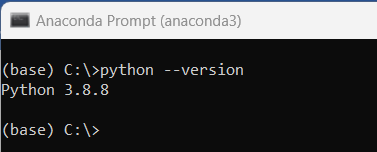 Anaconda Prompt (anaconda3)
(base) C:\>python --version
Python 3.8.8
(base) C:\>